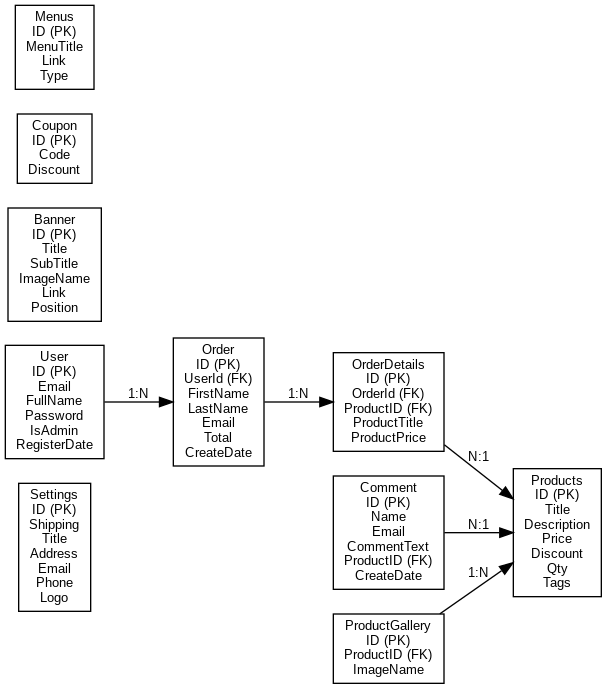 Menus
ID (PK)
MenuTitle
Link
Type
Coupon
ID (PK)
Code
Discount
Banner
ID (PK)
Title
SubTitle
ImageName
Link
Position
User
ID (PK)
Email
FullName
Password
IsAdmin
RegisterDate
1:N
Order
ID (PK)
UserId (FK)
FirstName
LastName
Email
Total
CreateDate
1:N
OrderDetails
ID (PK)
OrderId (FK)
ProductID (FK)
ProductTitle
ProductPrice
N:1
Settings
ID (PK)
Shipping
Title
Address
Email
Phone
Logo
Comment
ID (PK)
Name
Email
CommentText
ProductID (FK)
CreateDate
N:1
Products
ID (PK)
Title
Description
Price
Discount
Qty
Tags
1:N
ProductGallery
ID (PK)
ProductID (FK)
ImageName